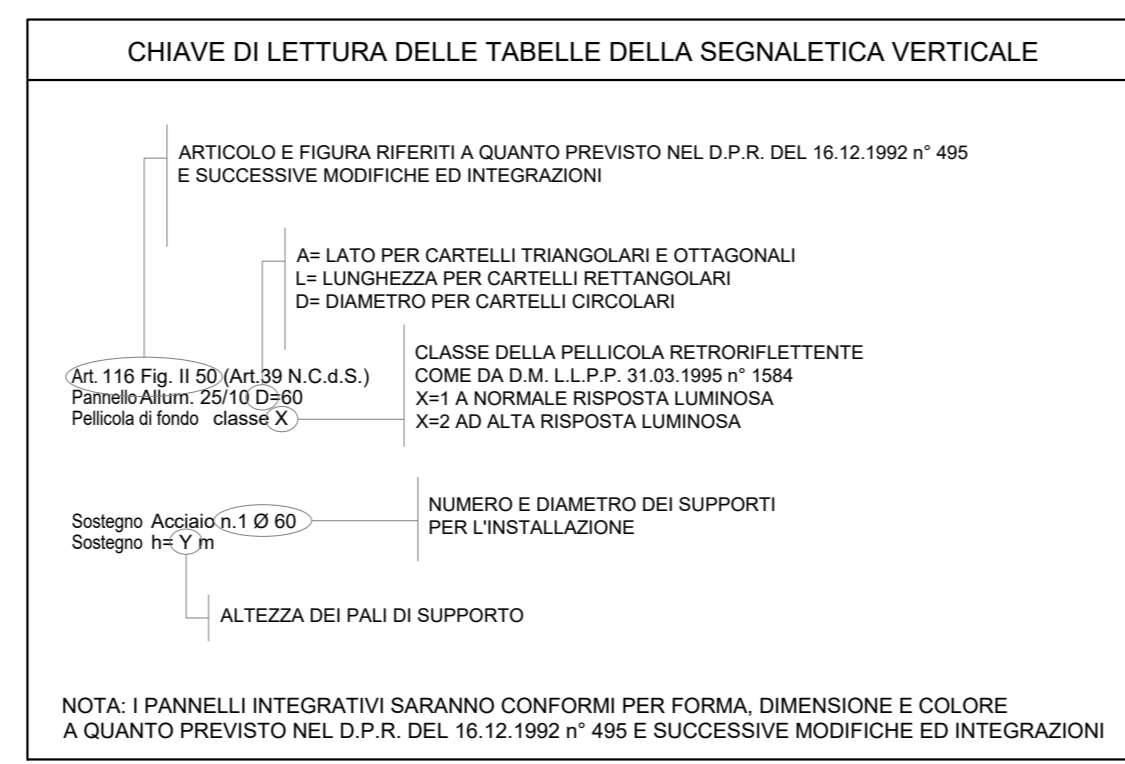 CHIAVE DI LETTURA DELLE TABELLE DELLA SEGNALETICA VERTICALE
ARTICOLO E FIGURA RIFERITI A QUANTO PREVISTO NEL D.P.R. DEL 16.12.1992 n° 495
E SUCCESSIVE MODIFICHE ED INTEGRAZIONI
A= LATO PER CARTELLI TRIANGOLARI E OTTAGONALI
L= LUNGHEZZA PER CARTELLI RETTANGOLARI
D= DIAMETRO PER CARTELLI CIRCOLARI
CLASSE DELLA PELLICOLA RETRORIFLETTENTE
COME DA D.M. L.L.P.P. 31.03.1995 n° 1584
X=1 A NORMALE RISPOSTA LUMINOSA
X=2 AD ALTA RISPOSTA LUMINOSA
Art. 116 Fig. II 50 (Art.39 N.C.d.S.)
Pannello Allum. 25/10 D=60
Pellicola di fondo classe X
NUMERO E DIAMETRO DEI SUPPORTI
PER L'INSTALLAZIONE
Sostegno Acciaio n.1 Ø 60
Sostegno h= Y m
ALTEZZA DEI PALI DI SUPPORTO
NOTA: I PANNELLI INTEGRATIVI SARANNO CONFORMI PER FORMA, DIMENSIONE E COLORE
A QUANTO PREVISTO NEL D.P.R. DEL 16.12.1992 n° 495 E SUCCESSIVE MODIFICHE ED INTEGRAZIONI